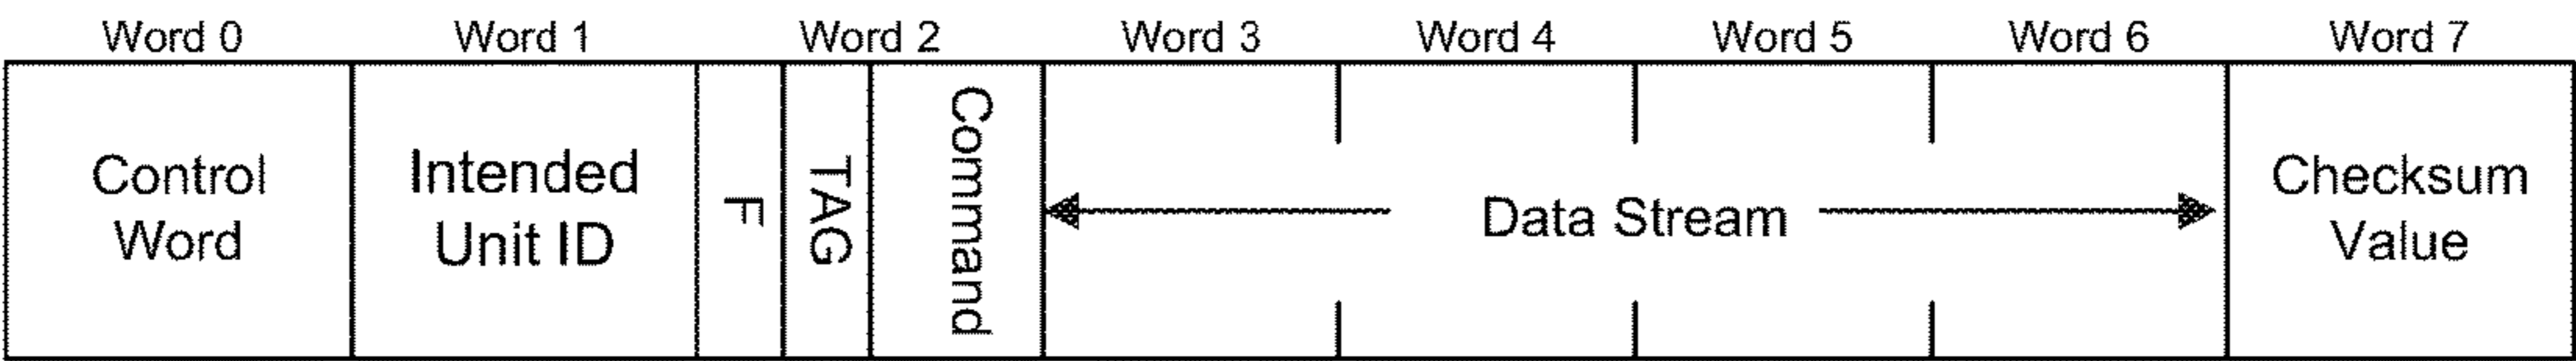 Word 0 Word 1 Word 2 Word 3 Word 4 Word 5 Word 6 Word 7
Control
Word
Intended
Unit ID
F
TAG
Command
Data Stream
Checksum
Value